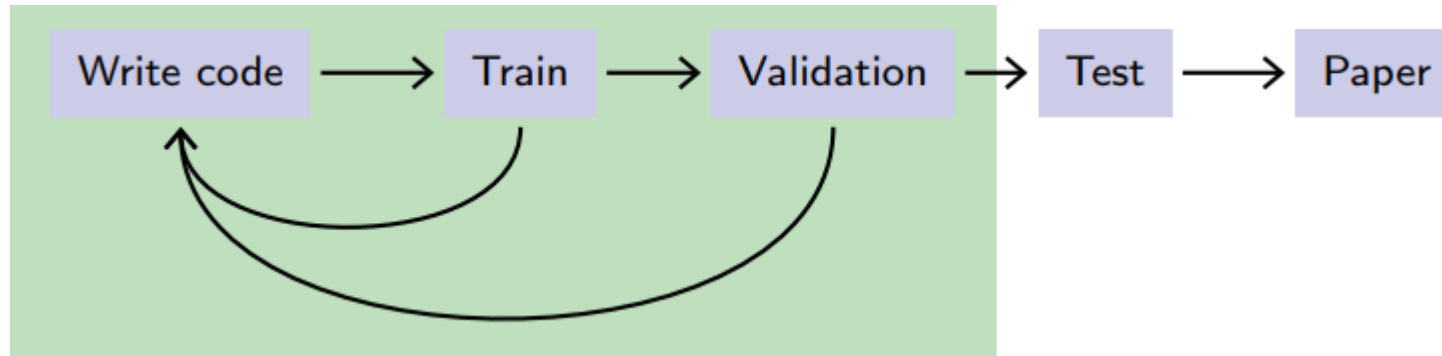 Write code
Train
Validation
Test
Paper